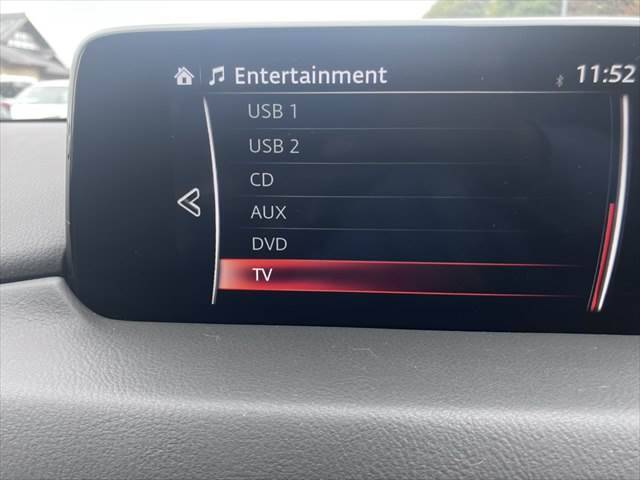 Entertainment 11:52
USB 1
USB 2
CD
AUX
DVD
TV